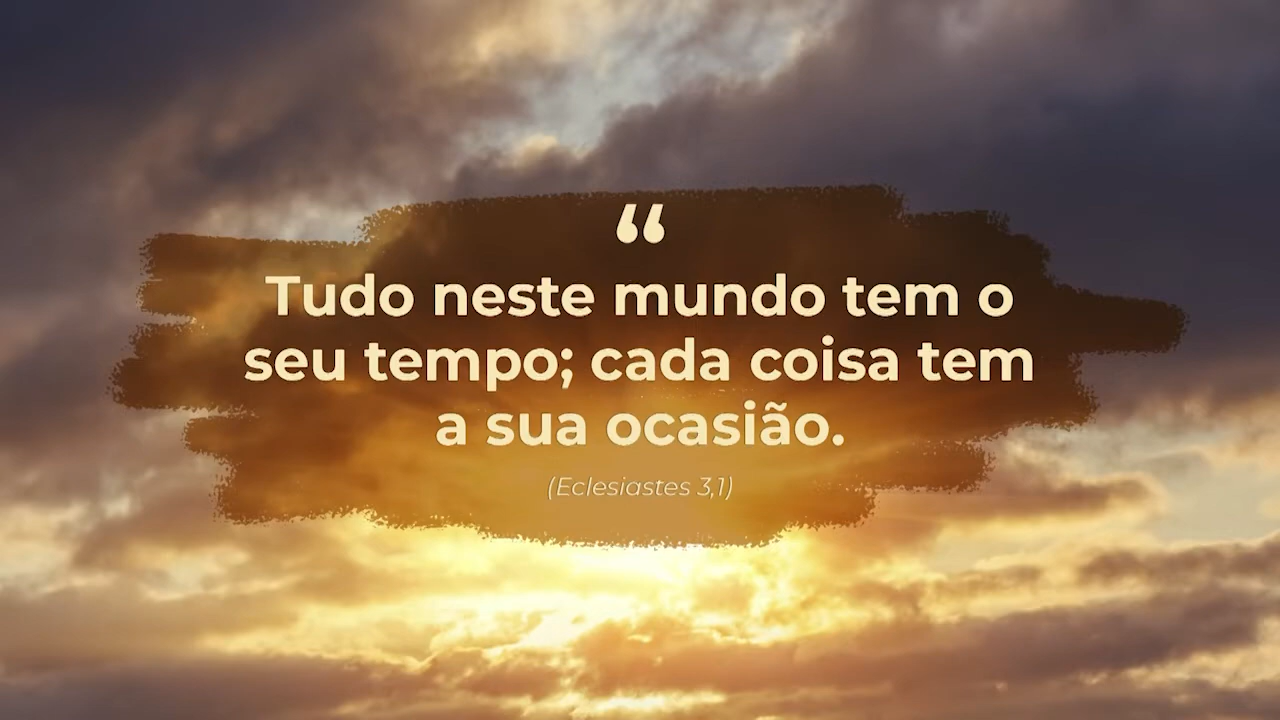 “
Tudo neste mundo tem o
seu tempo; cada coisa tem
a sua ocasião.
(Eclesiastes 3,1)